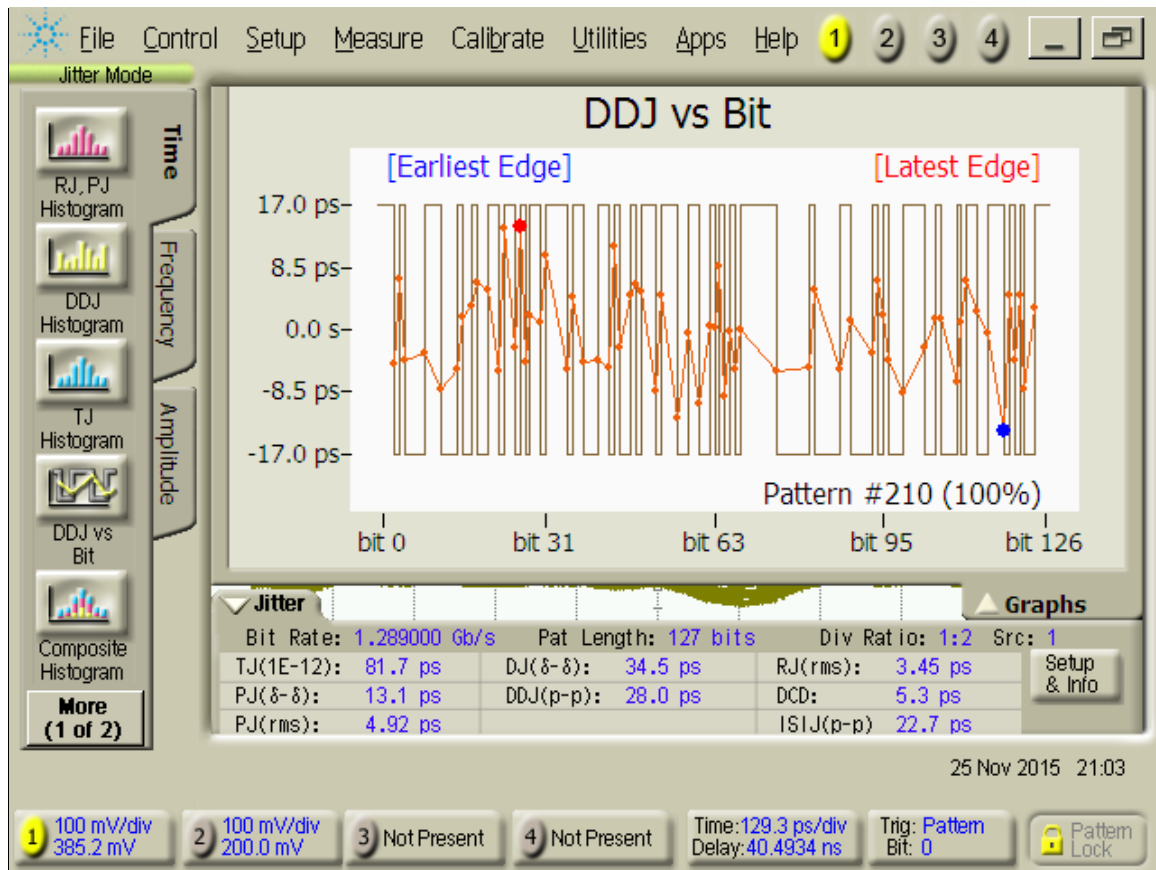 File Control Setup Measure Calibrate Utilities Apps Help 1 2 3 4
Jitter Mode
Time
Frequency
Amplitude
RJ, PJ
Histogram
DDJ
Histogram
TJ
Histogram
DDJ vs
Bit
Composite
Histogram
More
(1 of 2)
DDJ vs Bit
[Earliest Edge] [Latest Edge]
17.0 ps
8.5 ps
0.0 s
-8.5 ps
-17.0 ps
Pattern #210 (100%)
bit 0 bit 31 bit 63 bit 95 bit 126
Jitter Graphs
Bit Rate: 1.289000 Gb/s Pat Length: 127 bits Div Ratio: 1:2 Src: 1
TJ(1E-12): 81.7 ps DJ(δ-δ): 34.5 ps RJ(rms): 3.45 ps
PJ(δ-δ): 13.1 ps DDJ(p-p): 28.0 ps DCD: 5.3 ps
PJ(rms): 4.92 ps ISIJ(p-p) 22.7 ps
Setup
& Info
25 Nov 2015 21:03
1 100 mV/div
385.2 mV
2 100 mV/div
200.0 mV
3 Not Present
4 Not Present
Time:129.3 ps/div
Delay:40.4934 ns
Trig: Pattern
Bit: 0
Pattern
Lock